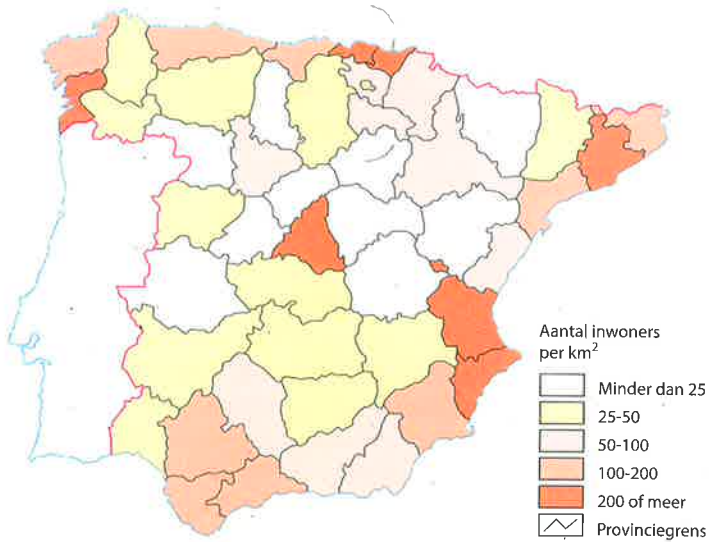 Aantal inwoners
per km²
Minder dan 25
25-50
50-100
100-200
200 of meer
Provinciegrens